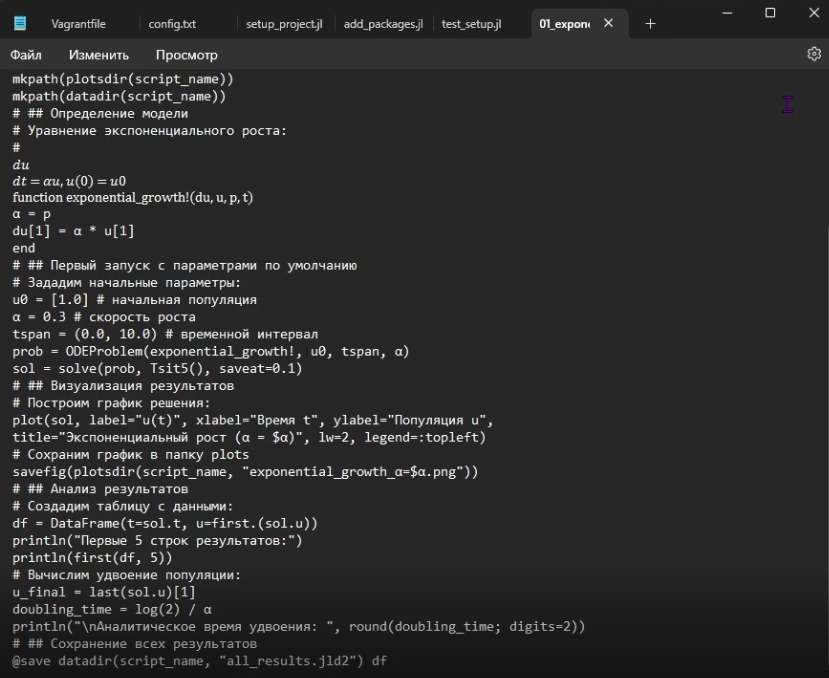 Vagrantfile config.txt setup_project.jl add_packages.jl test_setup.jl 01_expon
Файл Изменить Просмотр
mkpath(plotsdir(script_name))
mkpath(datadir(script_name))
# ## Определение модели
# Уравнение экспоненциального роста:
#
du
dt = αu, u(0) = u0
function exponential_growth!(du, u, p, t)
α = p
du[1] = α * u[1]
end
# ## Первый запуск с параметрами по умолчанию
# Зададим начальные параметры:
u0 = [1.0] # начальная популяция
α = 0.3 # скорость роста
tspan = (0.0, 10.0) # временной интервал
prob = ODEProblem(exponential_growth!, u0, tspan, α)
sol = solve(prob, Tsit5(), saveat=0.1)
# ## Визуализация результатов
# Построим график решения:
plot(sol, label="u(t)", xlabel="Время t", ylabel="Популяция u",
title="Экспоненциальный рост (α = $α)", lw=2, legend=:topleft)
# Сохраним график в папку plots
savefig(plotsdir(script_name, "exponential_growth_α=$α.png"))
# ## Анализ результатов
# Создадим таблицу с данными:
df = DataFrame(t=sol.t, u=first.(sol.u))
println("Первые 5 строк результатов:")
println(first(df, 5))
# Вычислим удвоение популяции:
u_final = last(sol.u)[1]
doubling_time = log(2) / α
println("\nАналитическое время удвоения: ", round(doubling_time; digits=2))
# ## Сохранение всех результатов
@save datadir(script_name, "all_results.jld2") df